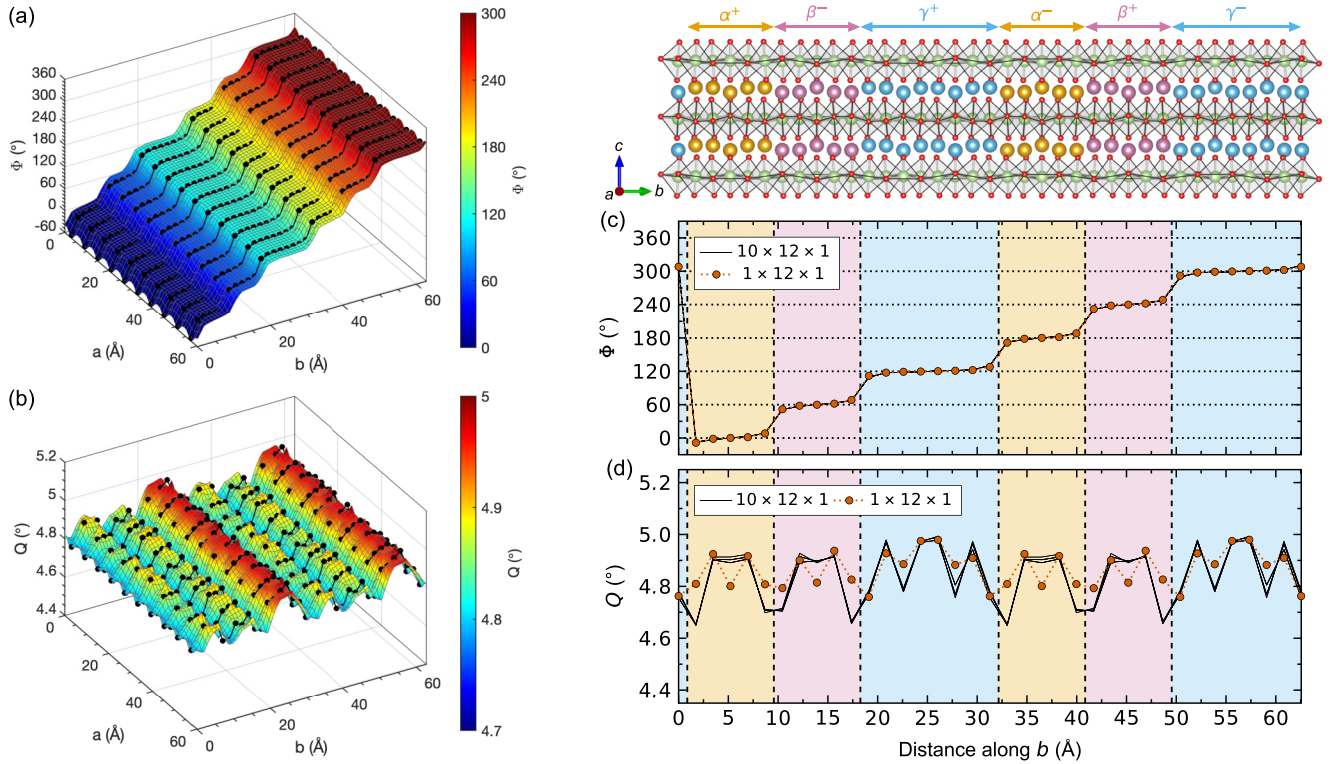 (a)
360
300
240
180
120
60
0
-60
Φ (°)
0
20
40
60
a (Å)
0
20
40
60
b (Å)
300
240
180
120
60
0
Φ (°)
(b)
5.2
5
4.8
4.6
4.4
Q (°)
0
20
40
60
a (Å)
0
20
40
60
b (Å)
5
4.9
4.8
4.7
Q (°)
α⁺ β⁻ γ⁺ α⁻ β⁺ γ⁻
c
a
b
(c)
360
300
240
180
120
60
0
Φ (°)
10 × 12 × 1
1 × 12 × 1
(d)
5.2
5.0
4.8
4.6
4.4
Q (°)
10 × 12 × 1 1 × 12 × 1
0 5 10 15 20 25 30 35 40 45 50 55 60
Distance along b (Å)